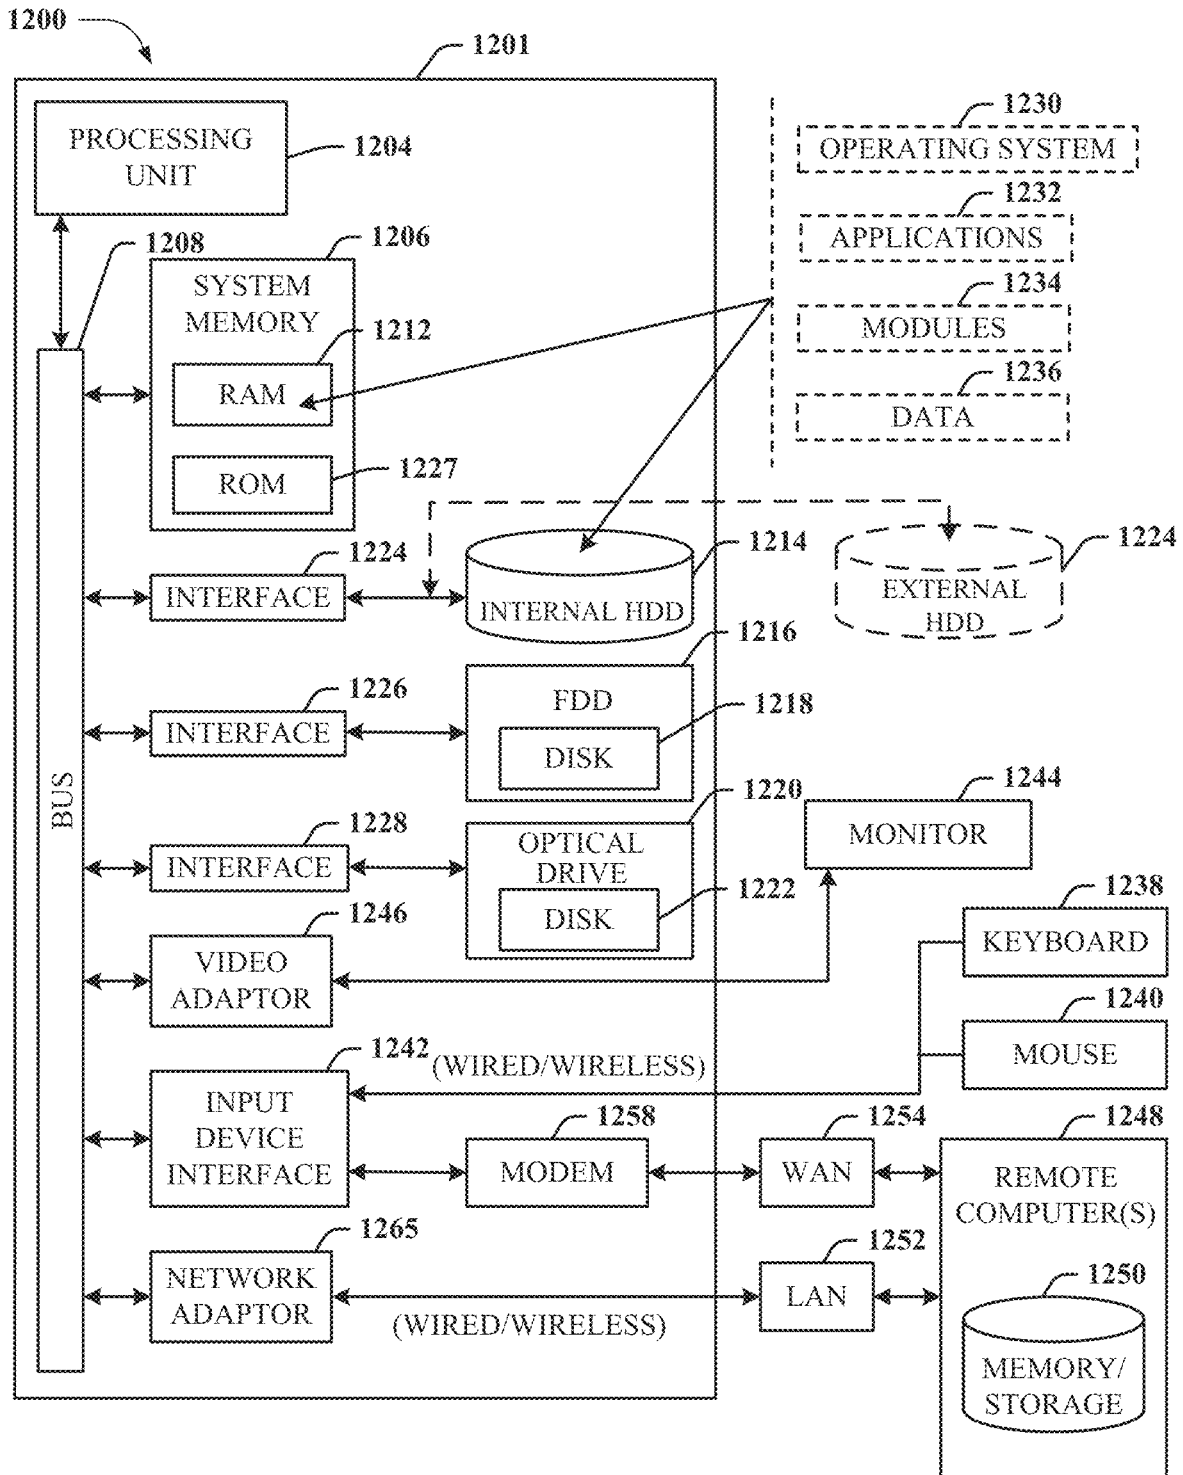 1200
1201
PROCESSING
UNIT
1204
1208
1206
SYSTEM
MEMORY
1212
RAM
1227
ROM
1230
OPERATING SYSTEM
1232
APPLICATIONS
1234
MODULES
1236
DATA
1224
INTERFACE
1214
INTERNAL HDD
1224
EXTERNAL
HDD
1226
INTERFACE
1216
FDD
1218
DISK
BUS
1228
INTERFACE
1220
OPTICAL
DRIVE
1222
DISK
1244
MONITOR
1246
VIDEO
ADAPTOR
1238
KEYBOARD
1240
MOUSE
1242
INPUT
DEVICE
INTERFACE
(WIRED/WIRELESS)
1258
MODEM
1254
WAN
1248
REMOTE
COMPUTER(S)
1265
NETWORK
ADAPTOR
(WIRED/WIRELESS)
1252
LAN
1250
MEMORY/
STORAGE